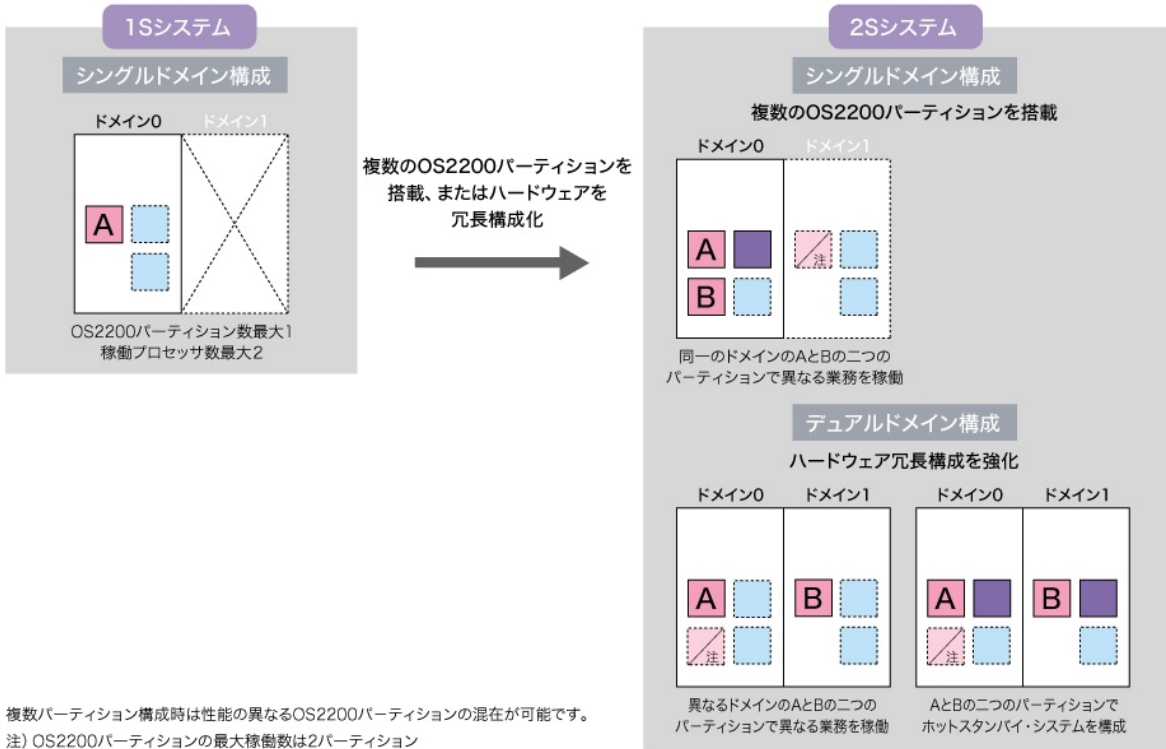 1Sシステム
シングルドメイン構成
ドメイン0 ドメイン1
A
OS2200パーティション数最大1
稼働プロセッサ数最大2
複数のOS2200パーティションを
搭載、またはハードウェアを
冗長構成化
2Sシステム
シングルドメイン構成
複数のOS2200パーティションを搭載
ドメイン0 ドメイン1
A 注
B
同一のドメインのAとBの二つの
パーティションで異なる業務を稼働
デュアルドメイン構成
ハードウェア冗長構成を強化
ドメイン0 ドメイン1
A B
注
異なるドメインのAとBの二つの
パーティションで異なる業務を稼働
ドメイン0 ドメイン1
A B
注
AとBの二つのパーティションで
ホットスタンバイ・システムを構成
複数パーティション構成時は性能の異なるOS2200パーティションの混在が可能です。
注) OS2200パーティションの最大稼働数は2パーティション